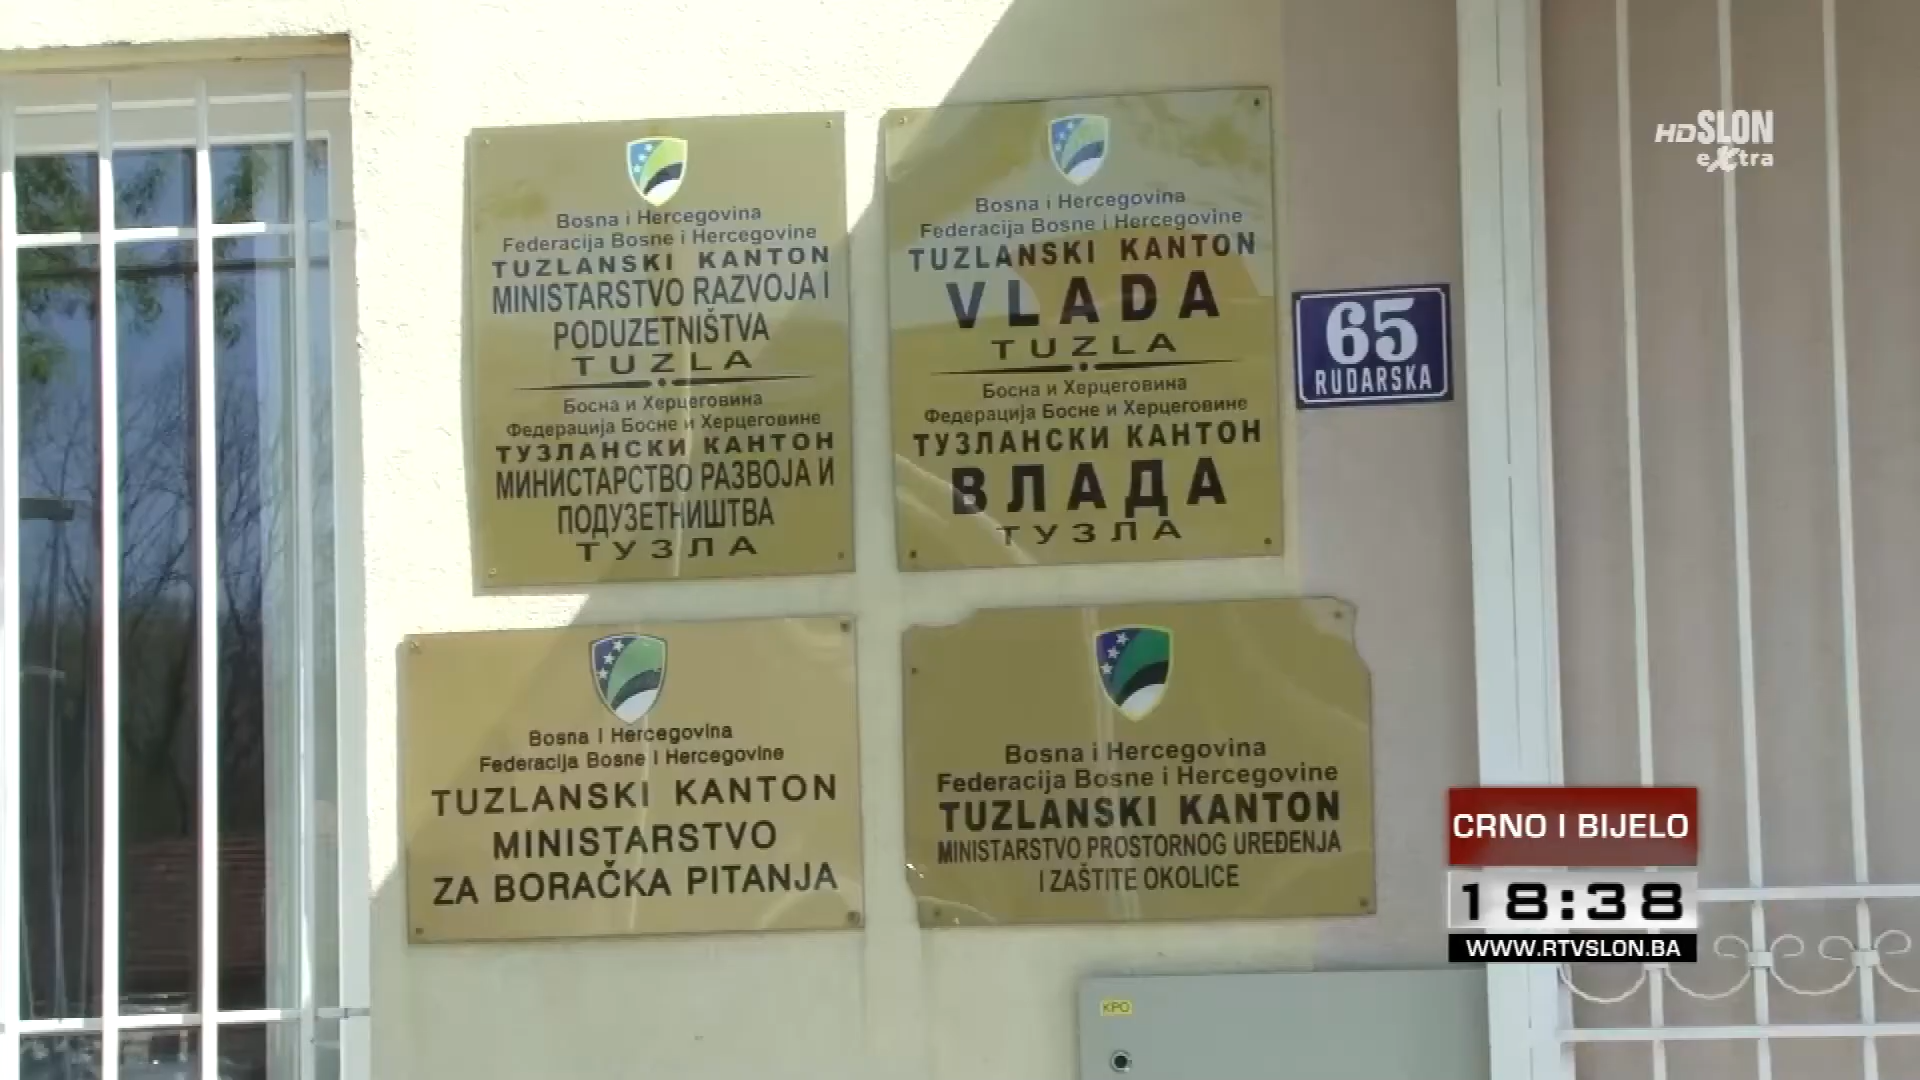 Bosna i Hercegovina
Federacija Bosne i Hercegovine
TUZLANSKI KANTON
MINISTARSTVO RAZVOJA I
PODUZETNIŠTVA
TUZLA
Босна и Херцеговина
Федерација Босне и Херцеговине
ТУЗЛАНСКИ КАНТОН
МИНИСТАРСТВО РАЗВОЈА И
ПОДУЗЕТНИШТВА
ТУЗЛА
Bosna i Hercegovina
Federacija Bosne i Hercegovine
TUZLANSKI KANTON
VLADA
TUZLA
Босна и Херцеговина
Федерација Босне и Херцеговине
ТУЗЛАНСКИ КАНТОН
ВЛАДА
ТУЗЛА
65
RUDARSKA
HD SLON
eXtra
Bosna i Hercegovina
Federacija Bosne i Hercegovine
TUZLANSKI KANTON
MINISTARSTVO
ZA BORAČKA PITANJA
Bosna i Hercegovina
Federacija Bosne i Hercegovine
TUZLANSKI KANTON
MINISTARSTVO PROSTORNOG UREĐENJA
I ZAŠTITE OKOLICE
CRNO I BIJELO
18:38
WWW.RTVSLON.BA
KPO